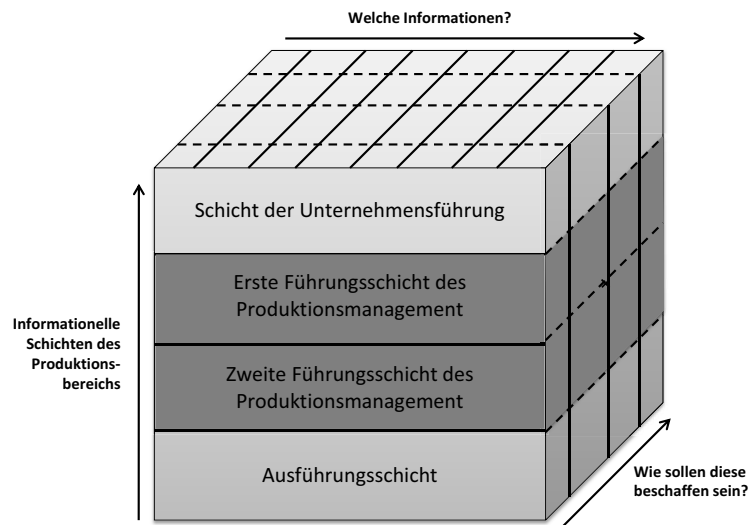 Welche Informationen?
Schicht der Unternehmensführung
Erste Führungsschicht des
Produktionsmanagement
Informationelle
Schichten des
Produktions-
bereichs
Zweite Führungsschicht des
Produktionsmanagement
Ausführungsschicht
Wie sollen diese
beschaffen sein?